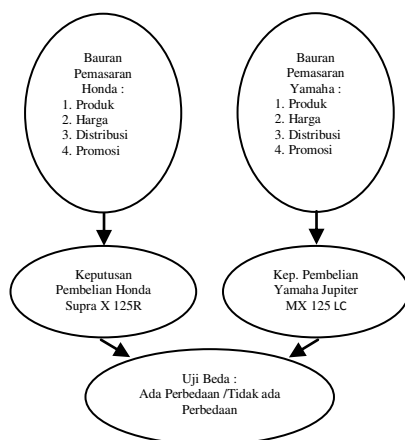 Bauran
Pemasaran
Honda :
1. Produk
2. Harga
3. Distribusi
4. Promosi
Bauran
Pemasaran
Yamaha :
1. Produk
2. Harga
3. Distribusi
4. Promosi
Keputusan
Pembelian Honda
Supra X 125R
Kep. Pembelian
Yamaha Jupiter
MX 125 LC
Uji Beda :
Ada Perbedaan /Tidak ada
Perbedaan